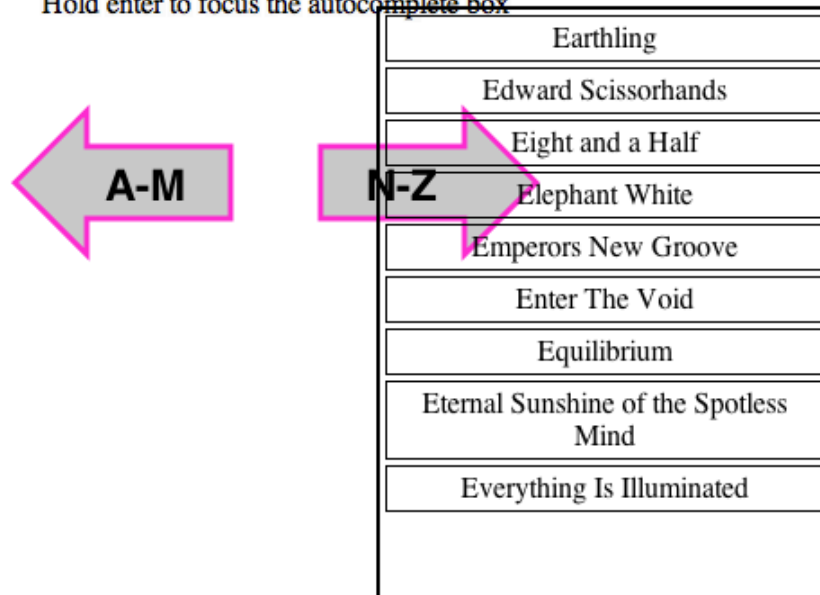 Hold enter to focus the autocomplete box
A-M
N-Z
Earthling
Edward Scissorhands
Eight and a Half
Elephant White
Emperors New Groove
Enter The Void
Equilibrium
Eternal Sunshine of the Spotless
Mind
Everything Is Illuminated